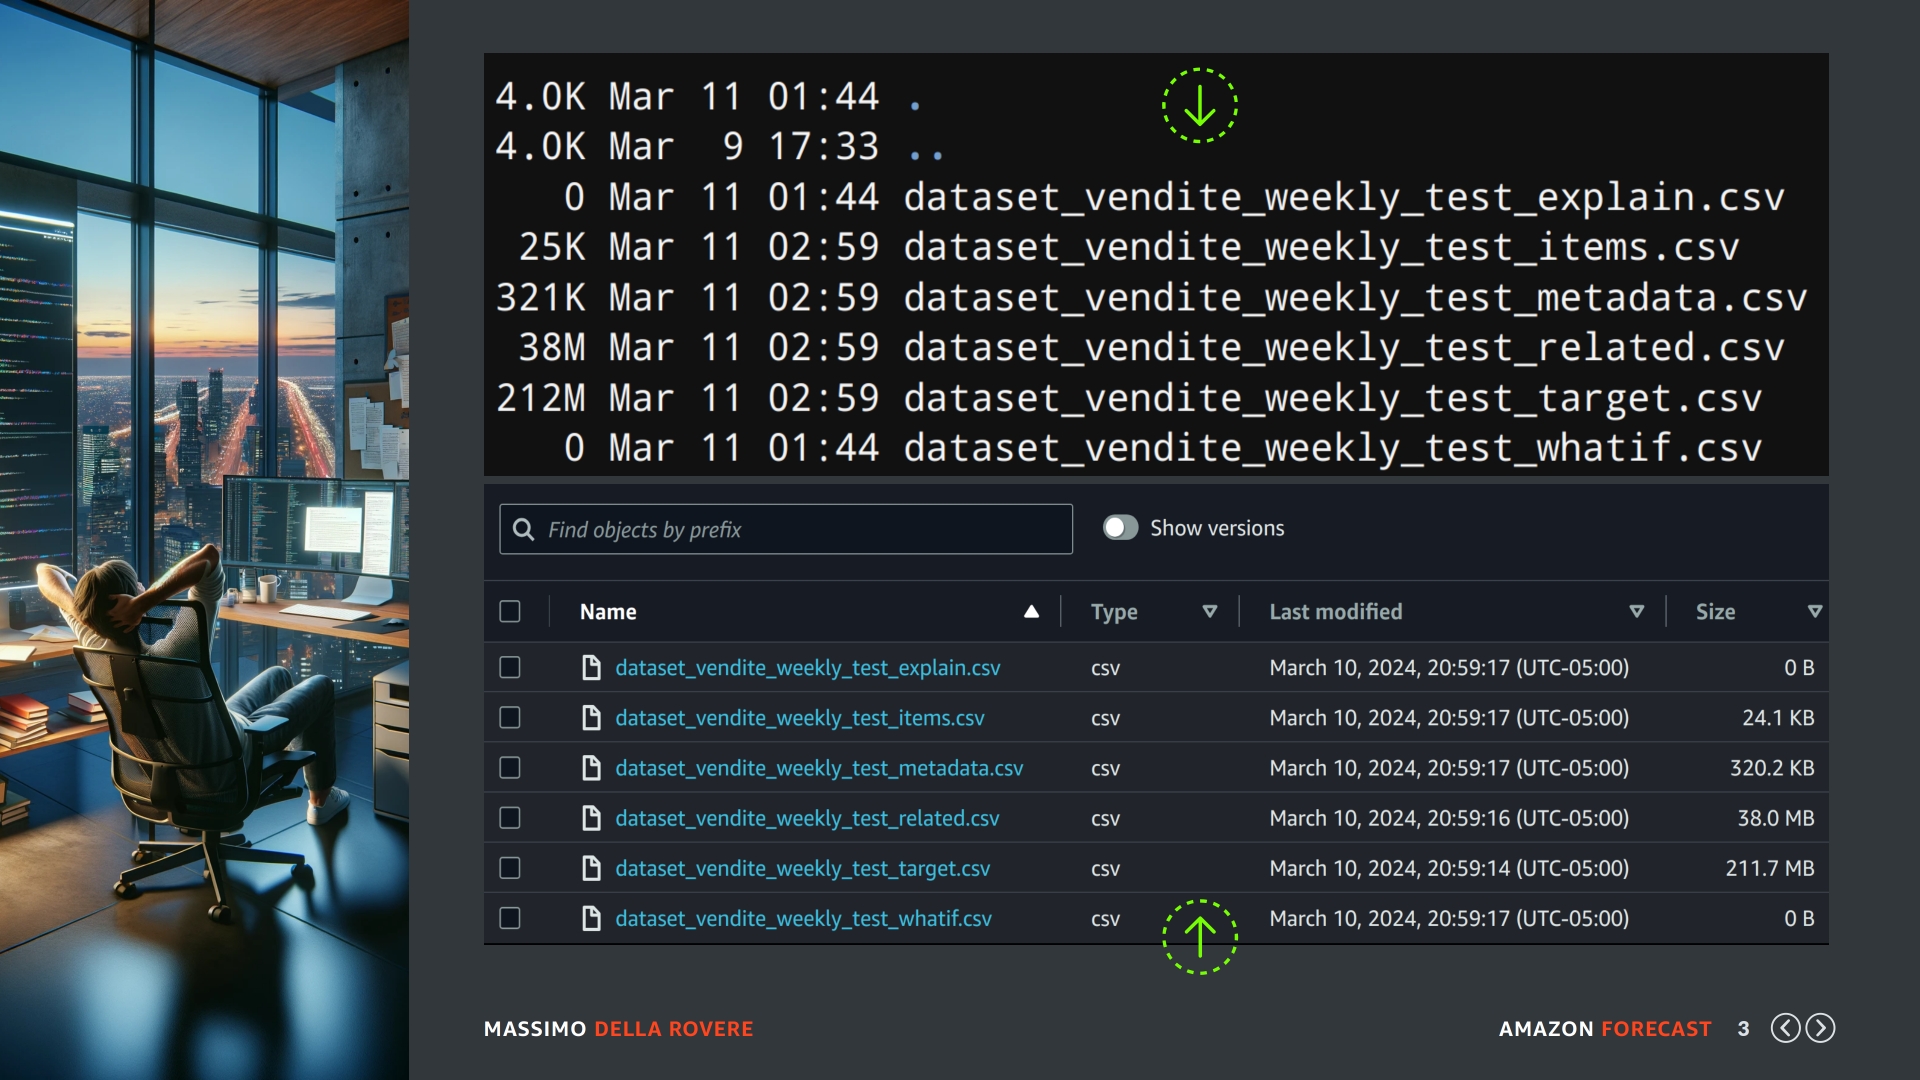 4.0K Mar 11 01:44 .
4.0K Mar  9 17:33 ..
0 Mar 11 01:44 dataset_vendite_weekly_test_explain.csv
25K Mar 11 02:59 dataset_vendite_weekly_test_items.csv
321K Mar 11 02:59 dataset_vendite_weekly_test_metadata.csv
38M Mar 11 02:59 dataset_vendite_weekly_test_related.csv
212M Mar 11 02:59 dataset_vendite_weekly_test_target.csv
0 Mar 11 01:44 dataset_vendite_weekly_test_whatif.csv
Find objects by prefix Show versions
Name Type Last modified Size
dataset_vendite_weekly_test_explain.csv csv March 10, 2024, 20:59:17 (UTC-05:00) 0 B
dataset_vendite_weekly_test_items.csv csv March 10, 2024, 20:59:17 (UTC-05:00) 24.1 KB
dataset_vendite_weekly_test_metadata.csv csv March 10, 2024, 20:59:17 (UTC-05:00) 320.2 KB
dataset_vendite_weekly_test_related.csv csv March 10, 2024, 20:59:16 (UTC-05:00) 38.0 MB
dataset_vendite_weekly_test_target.csv csv March 10, 2024, 20:59:14 (UTC-05:00) 211.7 MB
dataset_vendite_weekly_test_whatif.csv csv March 10, 2024, 20:59:17 (UTC-05:00) 0 B
MASSIMO DELLA ROVERE AMAZON FORECAST 3